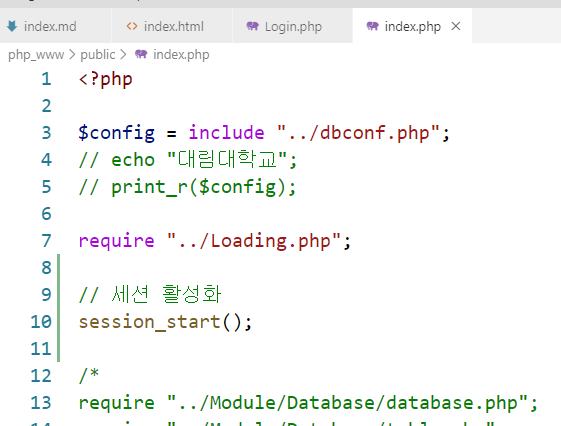 index.md index.html Login.php index.php
php_www > public > index.php
1 <?php
2
3 $config = include "../dbconf.php";
4 // echo "대림대학교";
5 // print_r($config);
6
7 require "../Loading.php";
8
9 // 세션 활성화
10 session_start();
11
12 /*
13 require "../Module/Database/database.php";